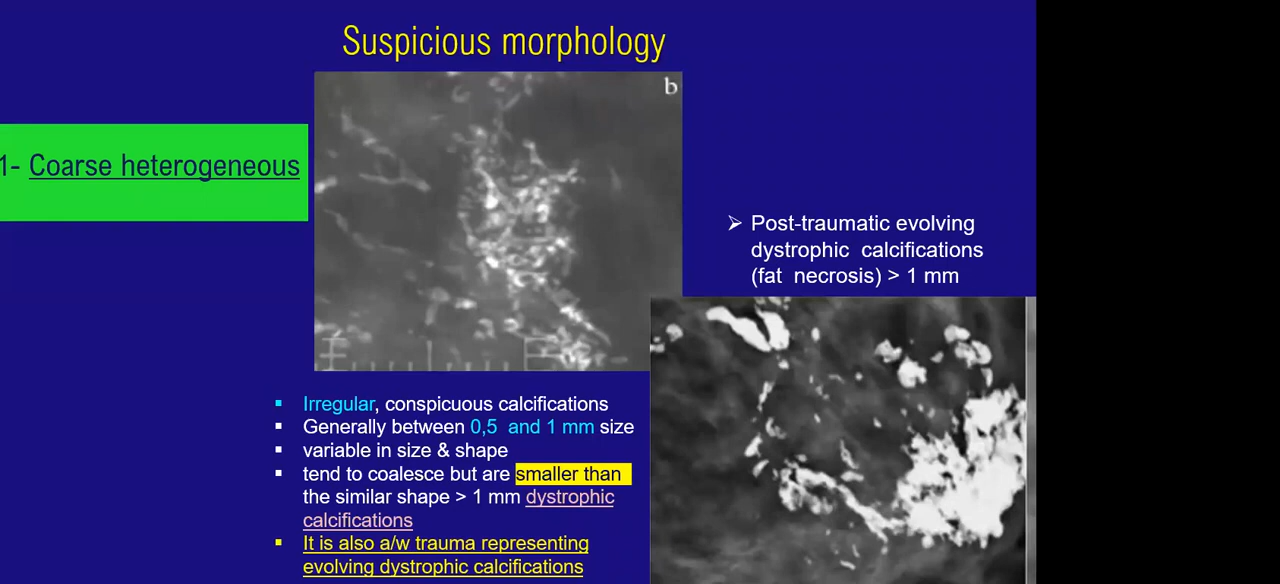 Suspicious morphology
b
1- Coarse heterogeneous
➢ Post-traumatic evolving
dystrophic calcifications
(fat necrosis) > 1 mm
▪ Irregular, conspicuous calcifications
▪ Generally between 0,5 and 1 mm size
▪ variable in size & shape
▪ tend to coalesce but are smaller than
the similar shape > 1 mm dystrophic
calcifications
▪ It is also a/w trauma representing
evolving dystrophic calcifications